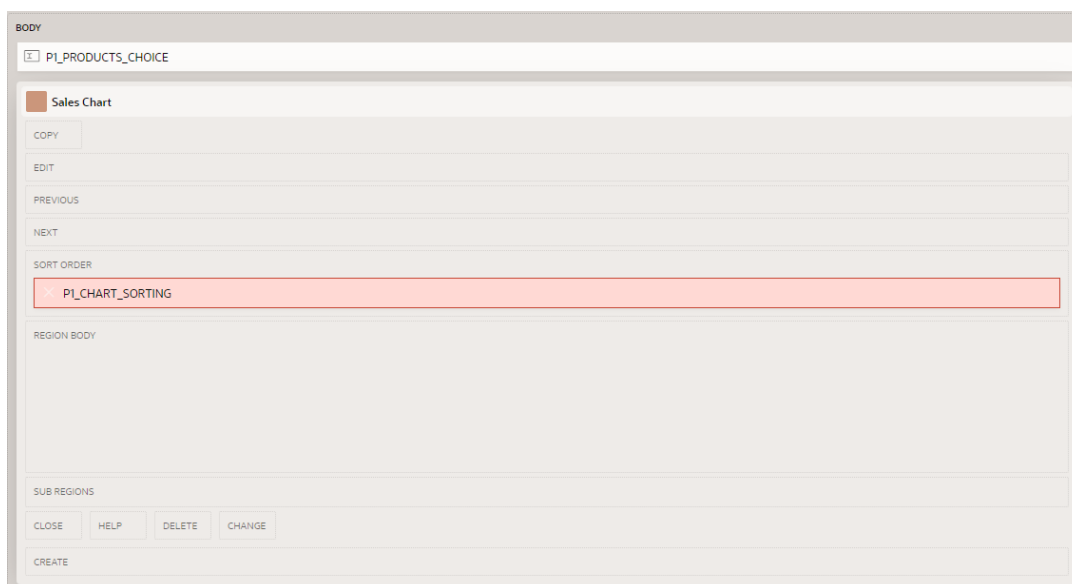 BODY
P1_PRODUCTS_CHOICE
Sales Chart
COPY
EDIT
PREVIOUS
NEXT
SORT ORDER
P1_CHART_SORTING
REGION BODY
SUB REGIONS
CLOSE HELP DELETE CHANGE
CREATE